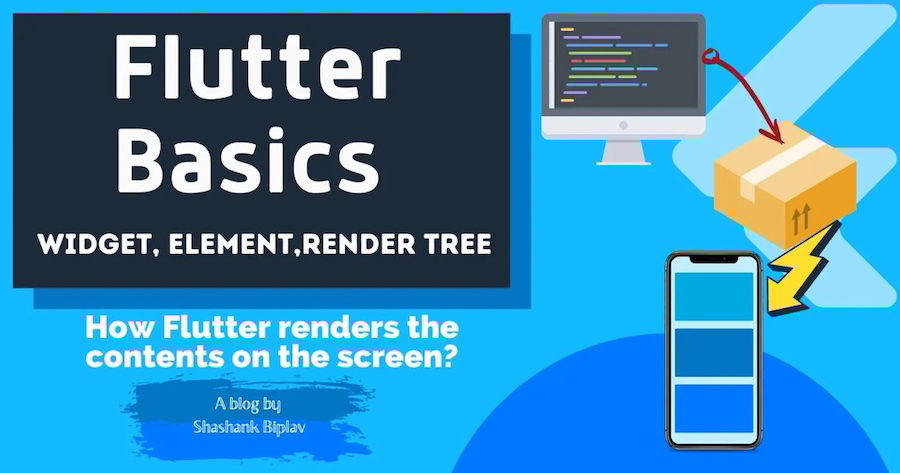 Flutter
Basics
WIDGET, ELEMENT,RENDER TREE
How Flutter renders the
contents on the screen?
A blog by
Shashank Biplav